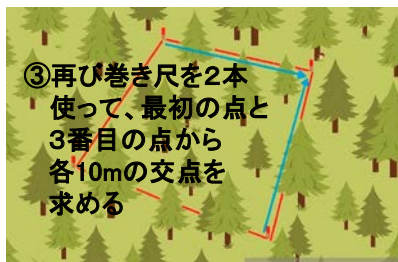 ③再び巻き尺を2本
使って、最初の点と
3番目の点から
各10mの交点を
求める